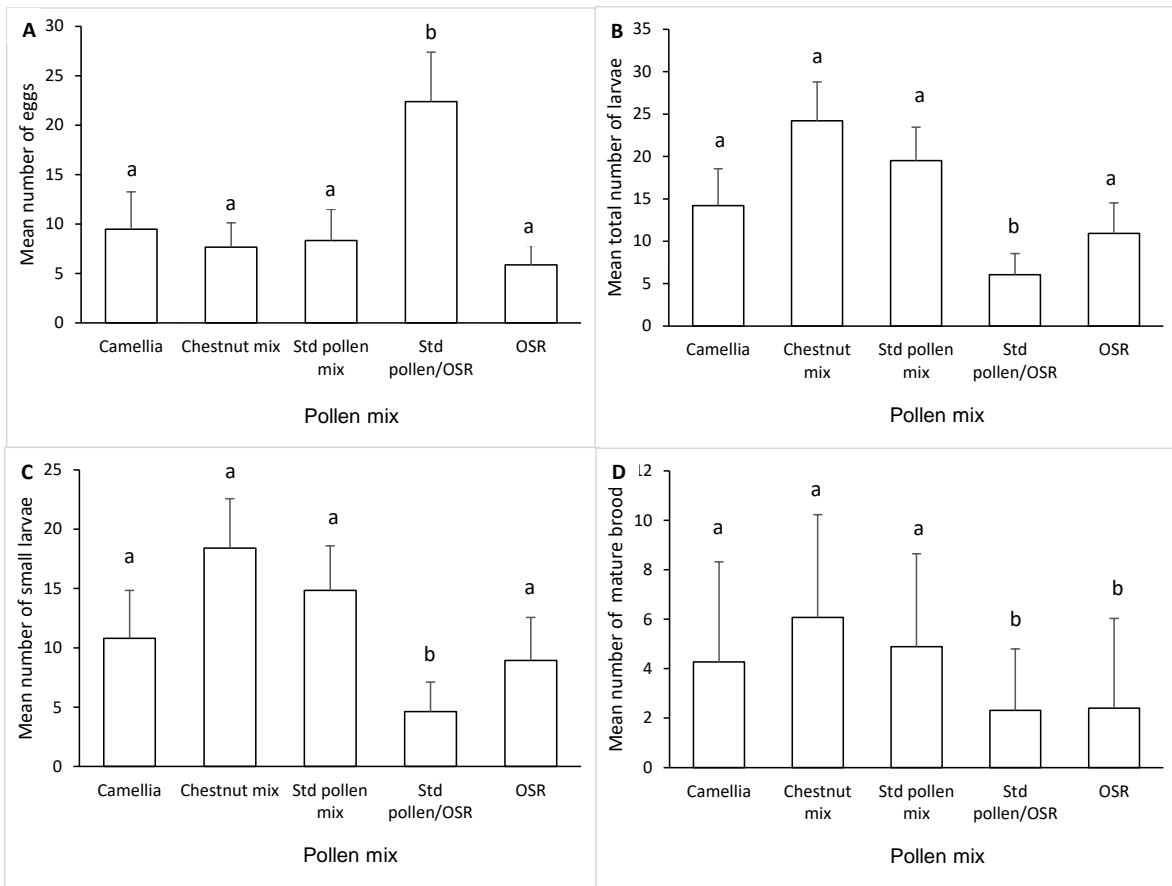 A
Mean number of eggs
30
25
20
15
10
5
0
a
a
a
b
a
Camellia
Chestnut mix
Std pollen
mix
Std
pollen/OSR
OSR
Pollen mix
B
Mean total number of larvae
35
30
25
20
15
10
5
0
a
a
a
b
a
Camellia
Chestnut
mix
Std pollen
mix
Std
pollen/OSR
OSR
Pollen mix
C
Mean number of small larvae
25
20
15
10
5
0
a
a
a
b
a
Camellia
Chestnut mix
Std pollen
mix
Std
pollen/OSR
OSR
Pollen mix
D
Mean number of mature brood
12
10
8
6
4
2
0
a
a
a
b
b
Camellia
Chestnut
mix
Std pollen
mix
Std
pollen/OSR
OSR
Pollen mix